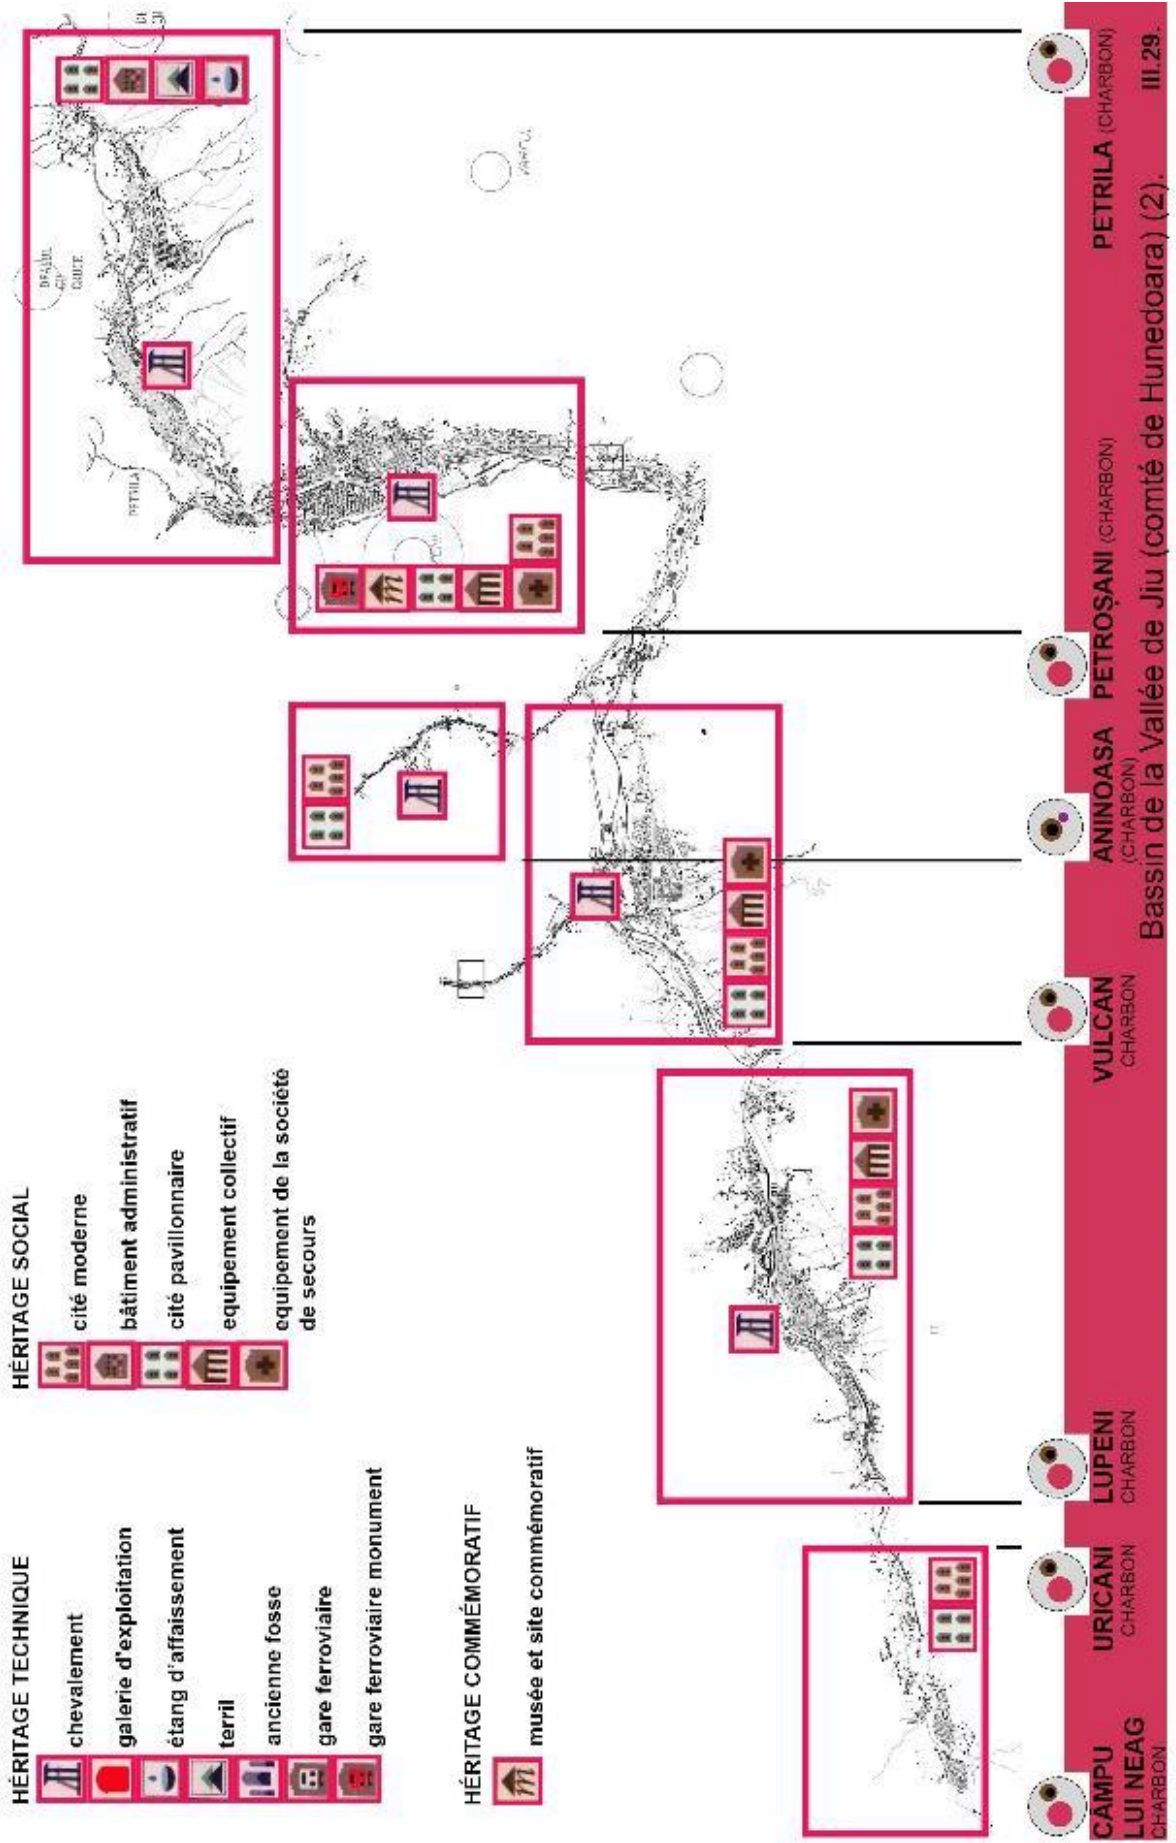 HÉRITAGE TECHNIQUE
chevalement
galerie d'exploitation
étang d'affaissement
terril
ancienne fosse
gare ferroviaire
gare ferroviaire monument
HÉRITAGE SOCIAL
cité moderne
bâtiment administratif
cité pavillonnaire
equipement collectif
equipement de la société
de secours
HÉRITAGE COMMÉMORATIF
musée et site commémoratif
m
m
PETRILA
CAMPU
LUI NEAG
CHARBON
URICANI
CHARBON
LUPENI
CHARBON
VULCAN
CHARBON
ANINOASA
(CHARBON)
PETROȘANI (CHARBON)
PETRILA (CHARBON)
Bassin de la Vallée de Jiu (comté de Hunedoara) (2).
III.29.